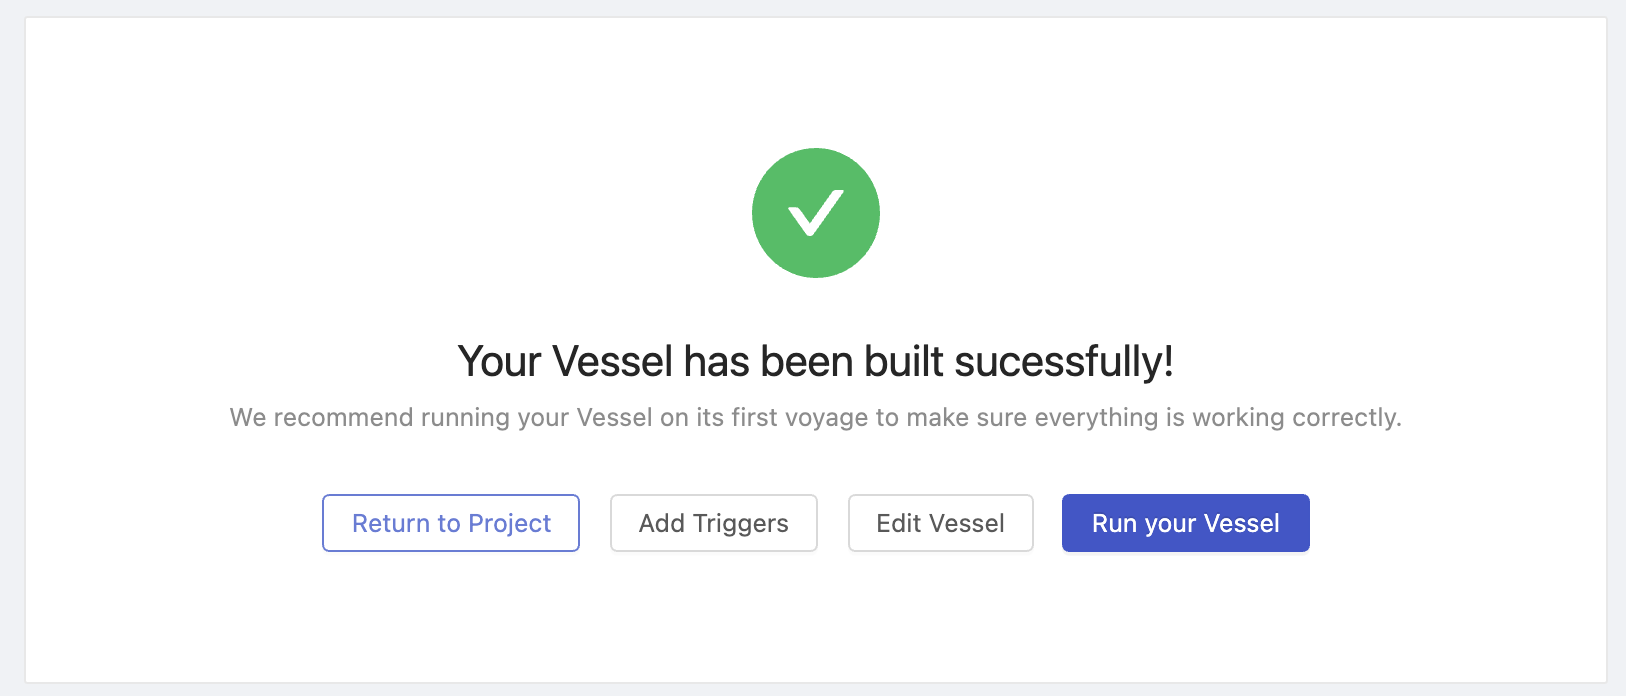 Your Vessel has been built sucessfully!
We recommend running your Vessel on its first voyage to make sure everything is working correctly.
Return to Project
Add Triggers
Edit Vessel
Run your Vessel